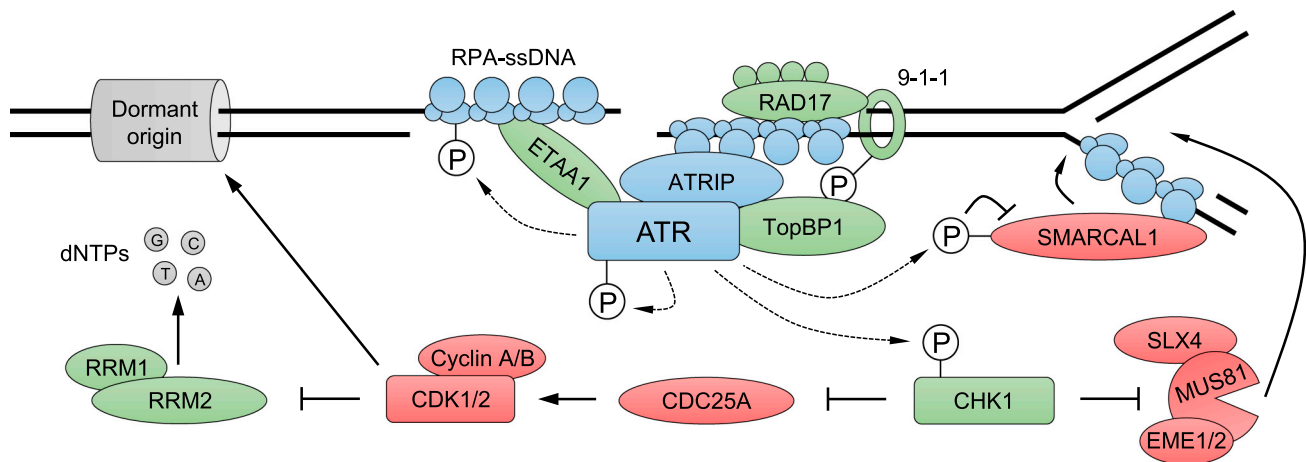 RPA-ssDNA
9-1-1
Dormant
origin
RAD17
P
ETAA1
ATRIP
P
TopBP1
ATR
P
SMARCAL1
dNTPs
G
C
T
A
P
P
SLX4
RRM1
Cyclin A/B
MUS81
RRM2
CDK1/2
CDC25A
CHK1
EME1/2